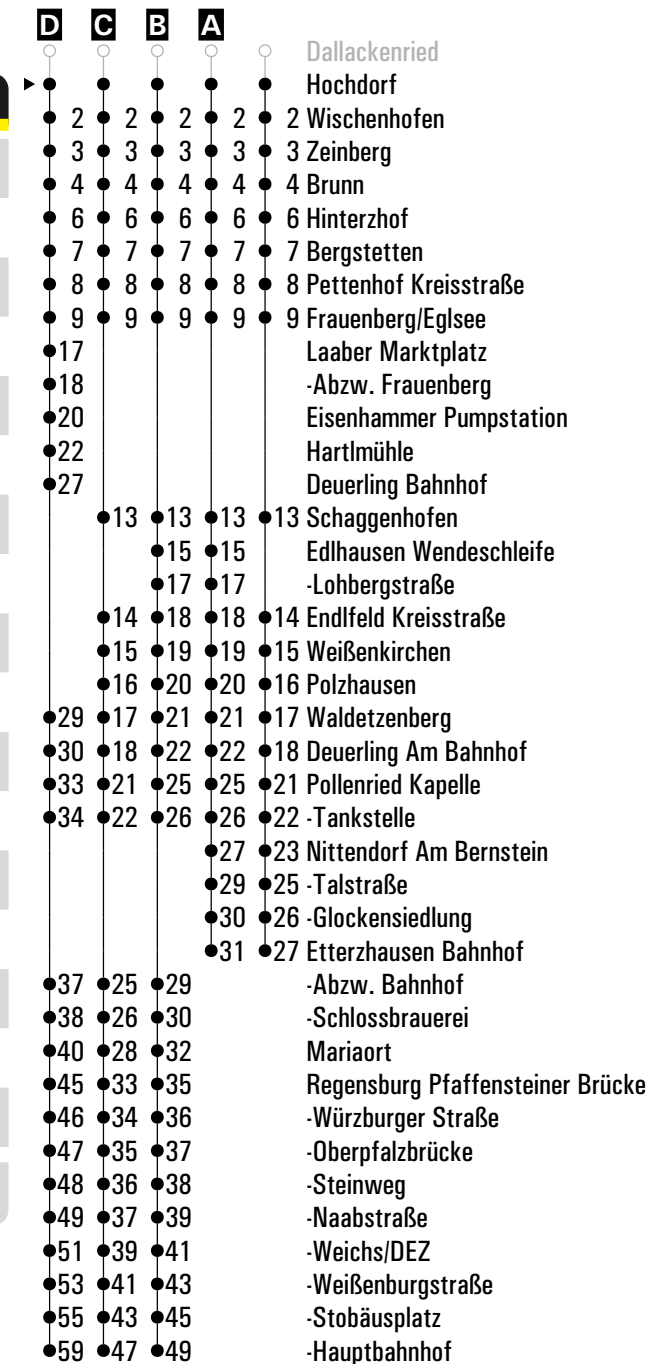 D C B A
Dallackenried
Hochdorf
2 2 2 2 2 Wischenhofen
3 3 3 3 3 Zeinberg
4 4 4 4 4 Brunn
6 6 6 6 6 Hinterzhof
7 7 7 7 7 Bergstetten
8 8 8 8 8 Pettenhof Kreisstraße
9 9 9 9 9 Frauenberg/Eglsee
17 Laaber Marktplatz
18 -Abzw. Frauenberg
20 Eisenhammer Pumpstation
22 Hartlmühle
27 Deuerling Bahnhof
13 13 13 13 Schaggenhofen
15 15 Edlhausen Wendeschleife
17 17 -Lohbergstraße
14 18 18 14 Endlfeld Kreisstraße
15 19 19 15 Weißenkirchen
16 20 20 16 Polzhausen
29 17 21 21 17 Waldetzenberg
30 18 22 22 18 Deuerling Am Bahnhof
33 21 25 25 21 Pollenried Kapelle
34 22 26 26 22 -Tankstelle
27 23 Nittendorf Am Bernstein
29 25 -Talstraße
30 26 -Glockensiedlung
31 27 Etterzhausen Bahnhof
37 25 29 -Abzw. Bahnhof
38 26 30 -Schlossbrauerei
40 28 32 Mariaort
45 33 35 Regensburg Pfaffensteiner Brücke
46 34 36 -Würzburger Straße
47 35 37 -Oberpfalzbrücke
48 36 38 -Steinweg
49 37 39 -Naabstraße
51 39 41 -Weichs/DEZ
53 41 43 -Weißenburgstraße
55 43 45 -Stobäusplatz
59 47 49 -Hauptbahnhof